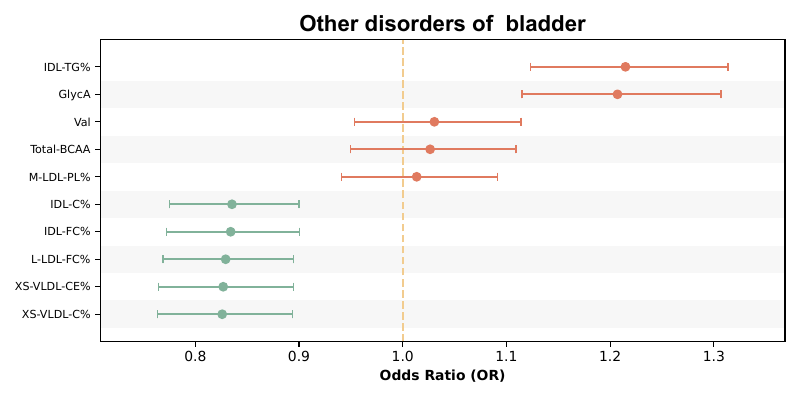 Other disorders of  bladder
IDL-TG%
GlycA
Val
Total-BCAA
M-LDL-PL%
IDL-C%
IDL-FC%
L-LDL-FC%
XS-VLDL-CE%
XS-VLDL-C%
0.8 0.9 1.0 1.1 1.2 1.3
Odds Ratio (OR)